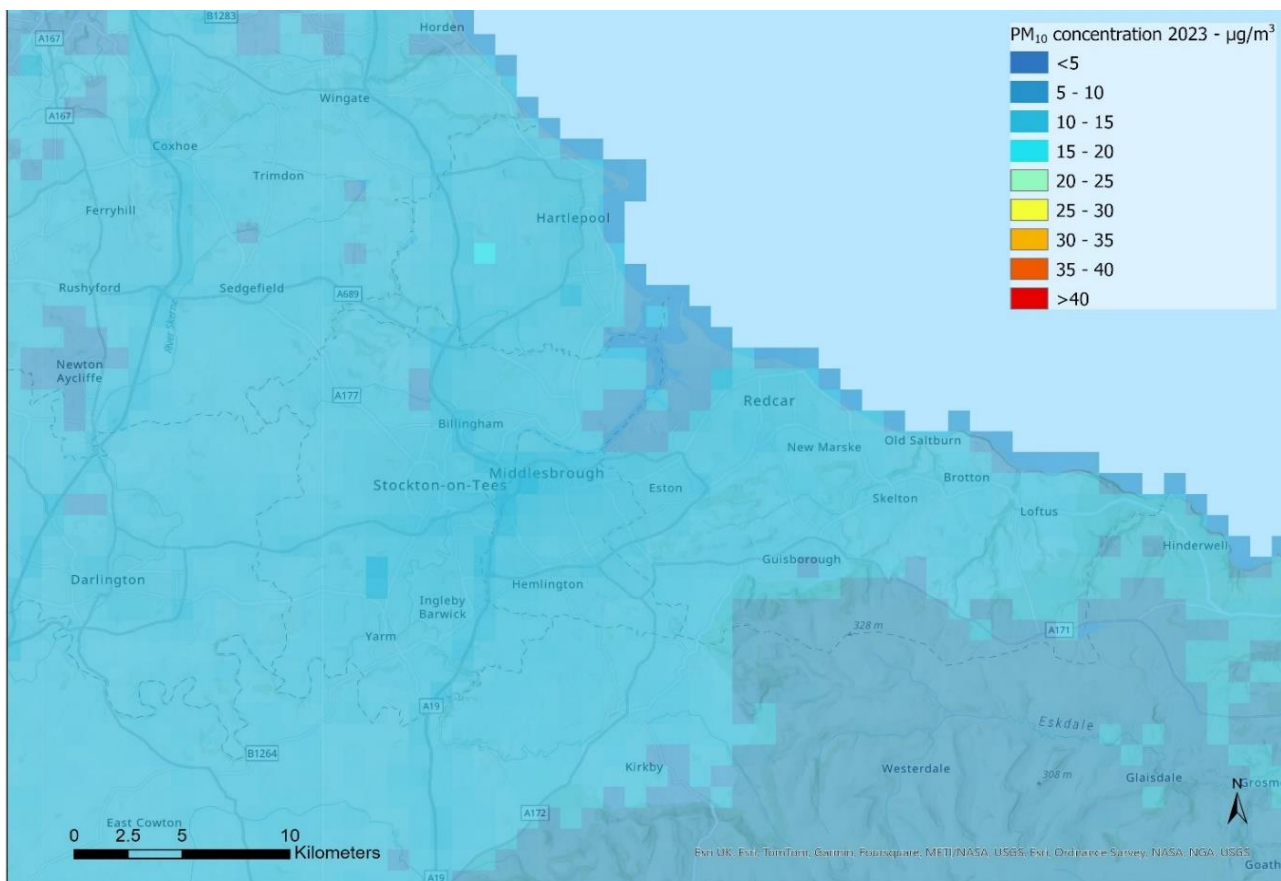 B1283
Horden
A167
Wingate
A167
Coxhoe
Trimdon
Ferryhill
Hartlepool
Rushyford
Sedgefield
A689
River Skerne
Newton
Aycliffe
A177
Redcar
Billingham
New Marske
Old Saltburn
Middlesbrough
Stockton-on-Tees
Eston
Brotton
Skelton
Loftus
Hinderwell
Guisborough
Darlington
Hemlington
Ingleby
Barwick
Yarm
328 m
A171
A19
Eskdale
B1264
Kirkby
Westerdale
308 m
Glaisdale
Grosm
A172
East Cowton
A19
Goath
PM₁₀ concentration 2023 - µg/m³
<5
5 - 10
10 - 15
15 - 20
20 - 25
25 - 30
30 - 35
35 - 40
>40
N
0 2.5 5 10
Kilometers
Esri UK, Esri, TomTom, Garmin, Foursquare, METI/NASA, USGS, Esri, Ordnance Survey, NASA, NGA, USGS